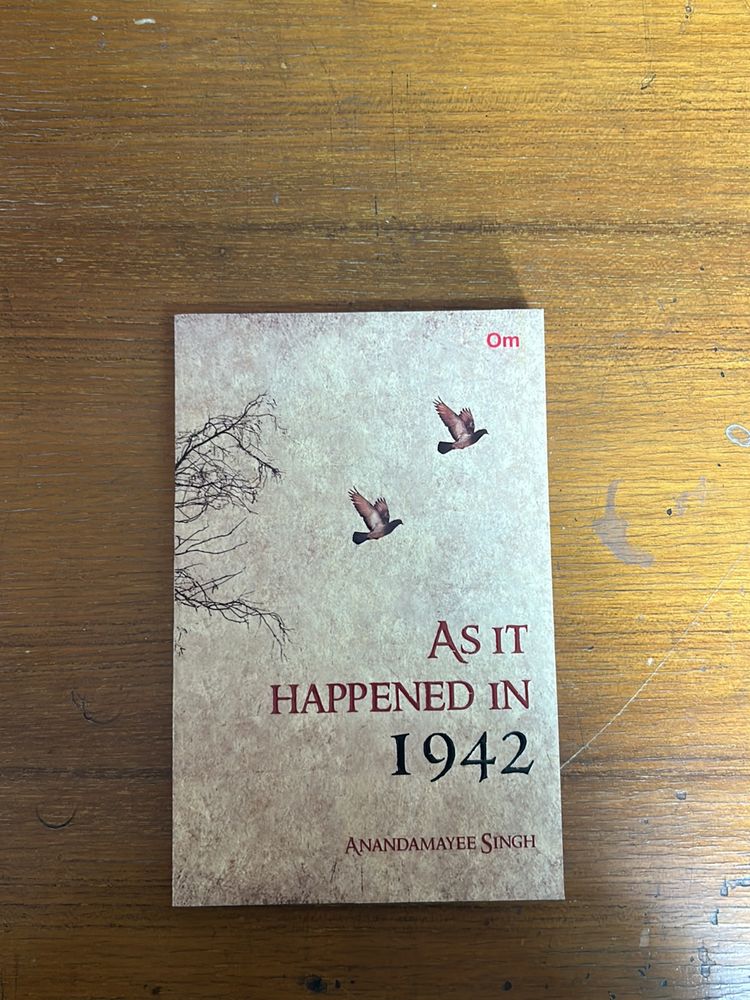 Om
As it
happened in
1942
Anandamayee Singh